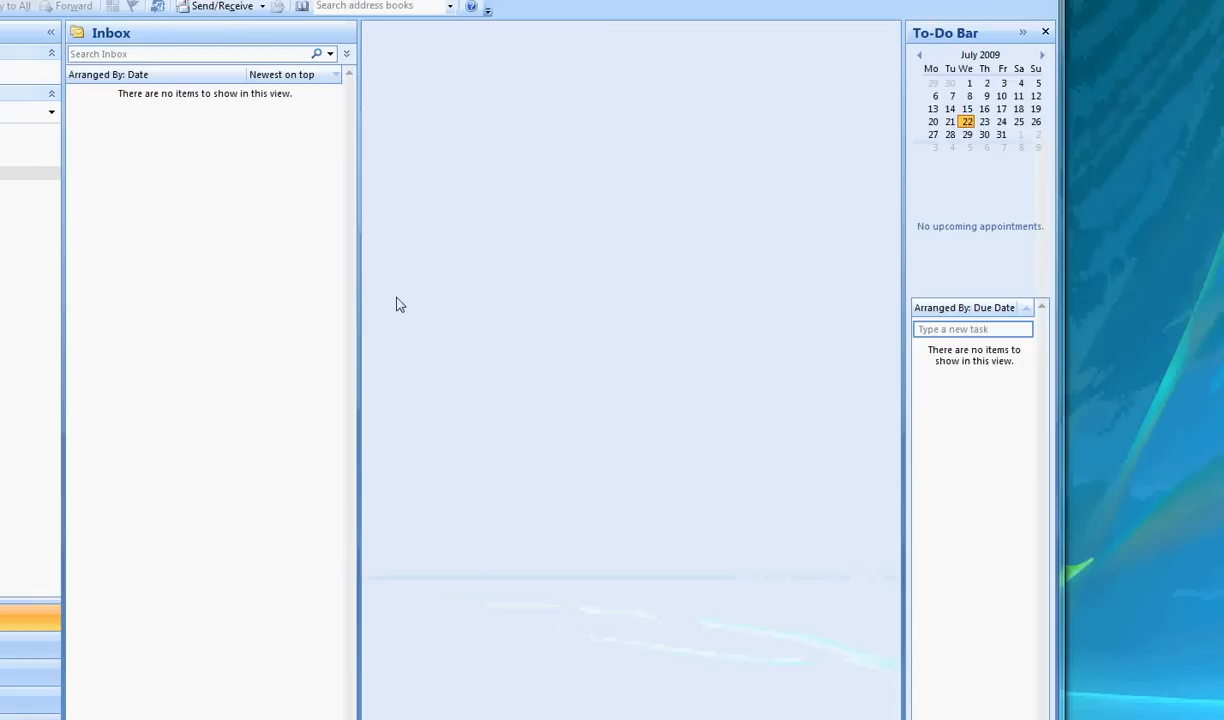 y to All Forward Send/Receive Search address books
« Inbox To-Do Bar »
Search Inbox
July 2009
Arranged By: Date Newest on top
Mo Tu We Th Fr Sa Su
29 30 1 2 3 4 5
There are no items to show in this view.
6 7 8 9 10 11 12
13 14 15 16 17 18 19
20 21 22 23 24 25 26
27 28 29 30 31 1 2
3 4 5 6 7 8 9
No upcoming appointments.
Arranged By: Due Date
Type a new task
There are no items to
show in this view.